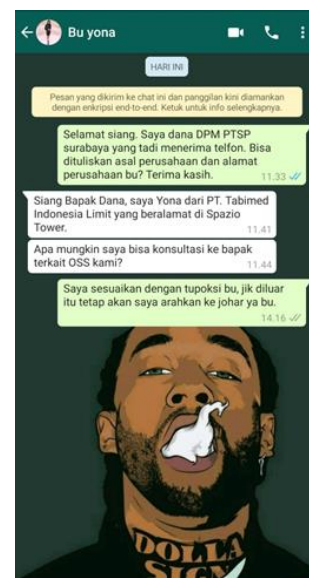 Bu yona
HARI INI
Pesan yang dikirim ke chat ini dan panggilan kini diamankan
dengan enkripsi end-to-end. Ketuk untuk info selengkapnya.
Selamat siang. Saya dana DPM PTSP
surabaya yang tadi menerima telfon. Bisa
dituliskan asal perusahaan dan alamat
perusahaan bu? Terima kasih.
11.33
Siang Bapak Dana, saya Yona dari PT. Tabimed
Indonesia Limit yang beralamat di Spazio
Tower.
11.41
Apa mungkin saya bisa konsultasi ke bapak
terkait OSS kami?
11.44
Saya sesuaikan dengan tupoksi bu, jik diluar
itu tetap akan saya arahkan ke johar ya bu.
14.16
DOLLA
SIGN